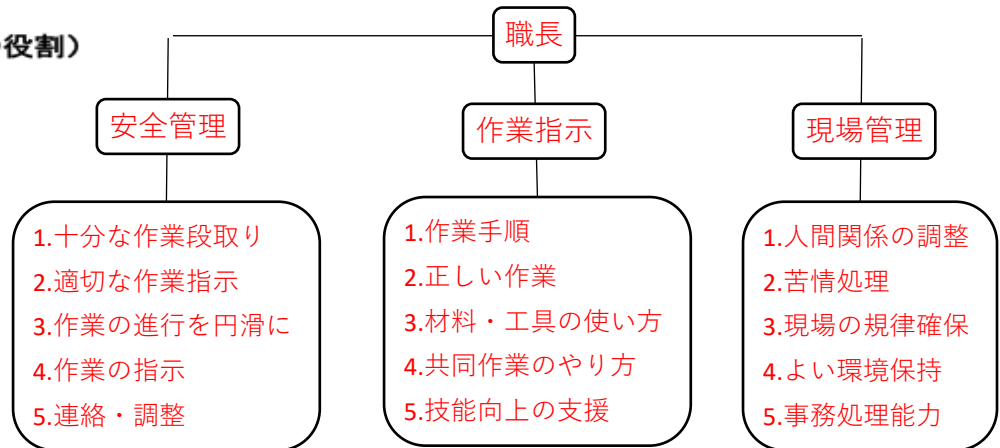 役割）
職長
安全管理
1.十分な作業段取り
2.適切な作業指示
3.作業の進行を円滑に
4.作業の指示
5.連絡・調整
作業指示
1.作業手順
2.正しい作業
3.材料・工具の使い方
4.共同作業のやり方
5.技能向上の支援
現場管理
1.人間関係の調整
2.苦情処理
3.現場の規律確保
4.よい環境保持
5.事務処理能力